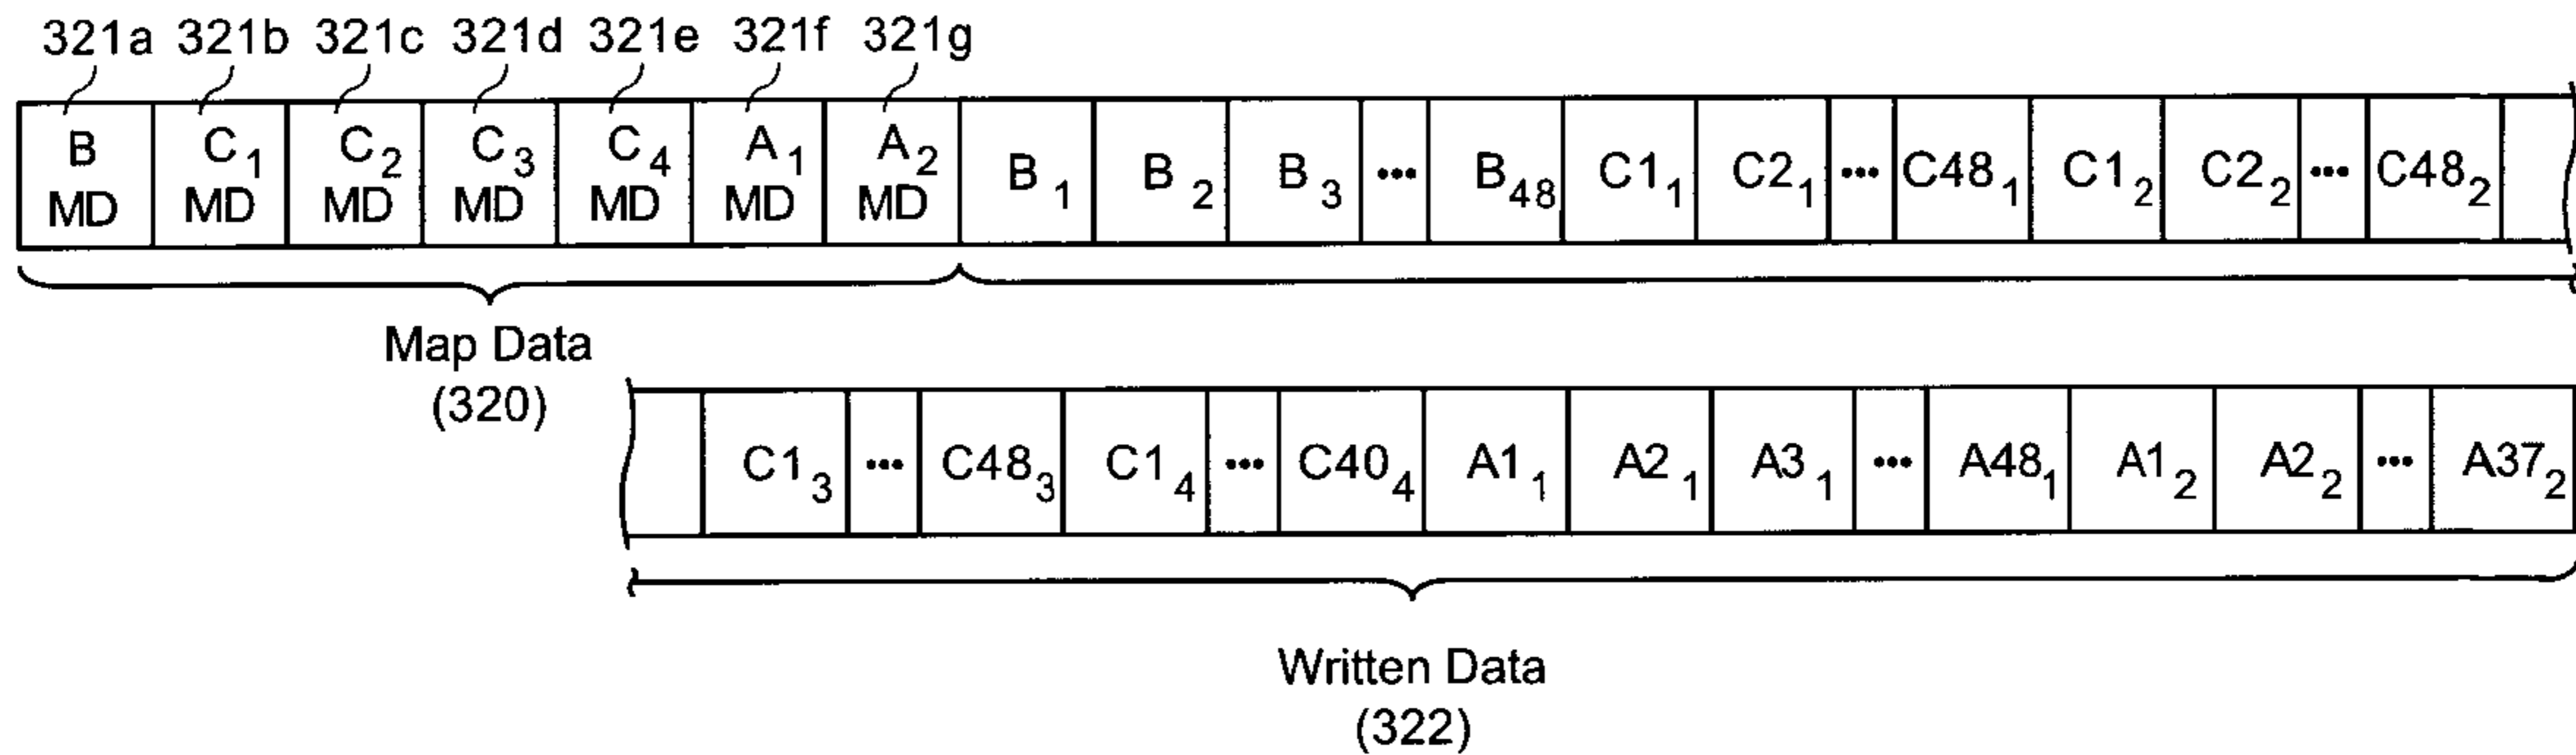 321a 321b 321c 321d 321e 321f 321g
B MD C1 MD C2 MD C3 MD C4 MD A1 MD A2 MD B1 B2 B3 ... B48 C11 C21 ... C481 C12 C22 ... C482
Map Data
(320)
C13 ... C483 C14 ... C404 A11 A21 A31 ... A481 A12 A22 ... A372
Written Data
(322)